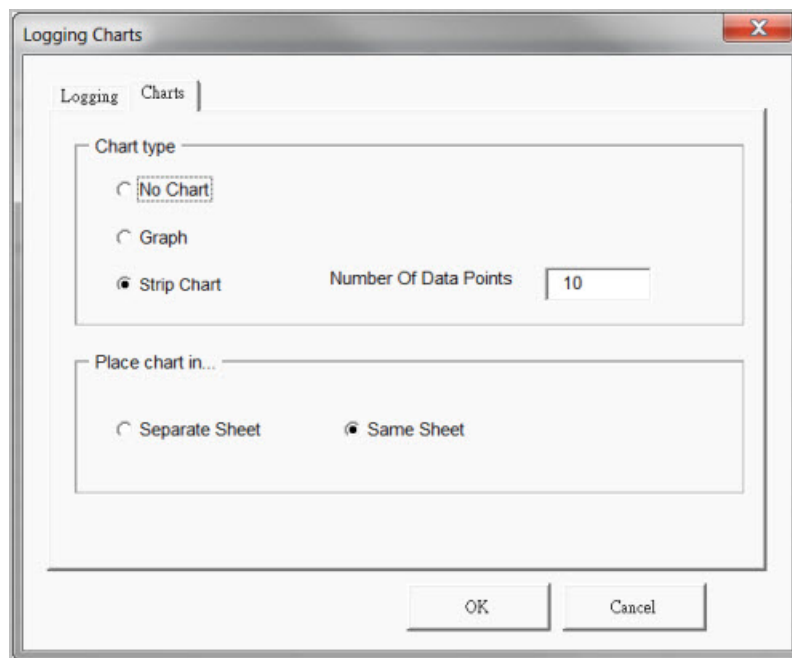 Logging Charts
X
Logging Charts
Chart type
No Chart
Graph
Strip Chart Number Of Data Points 10
Place chart in...
Separate Sheet Same Sheet
OK Cancel